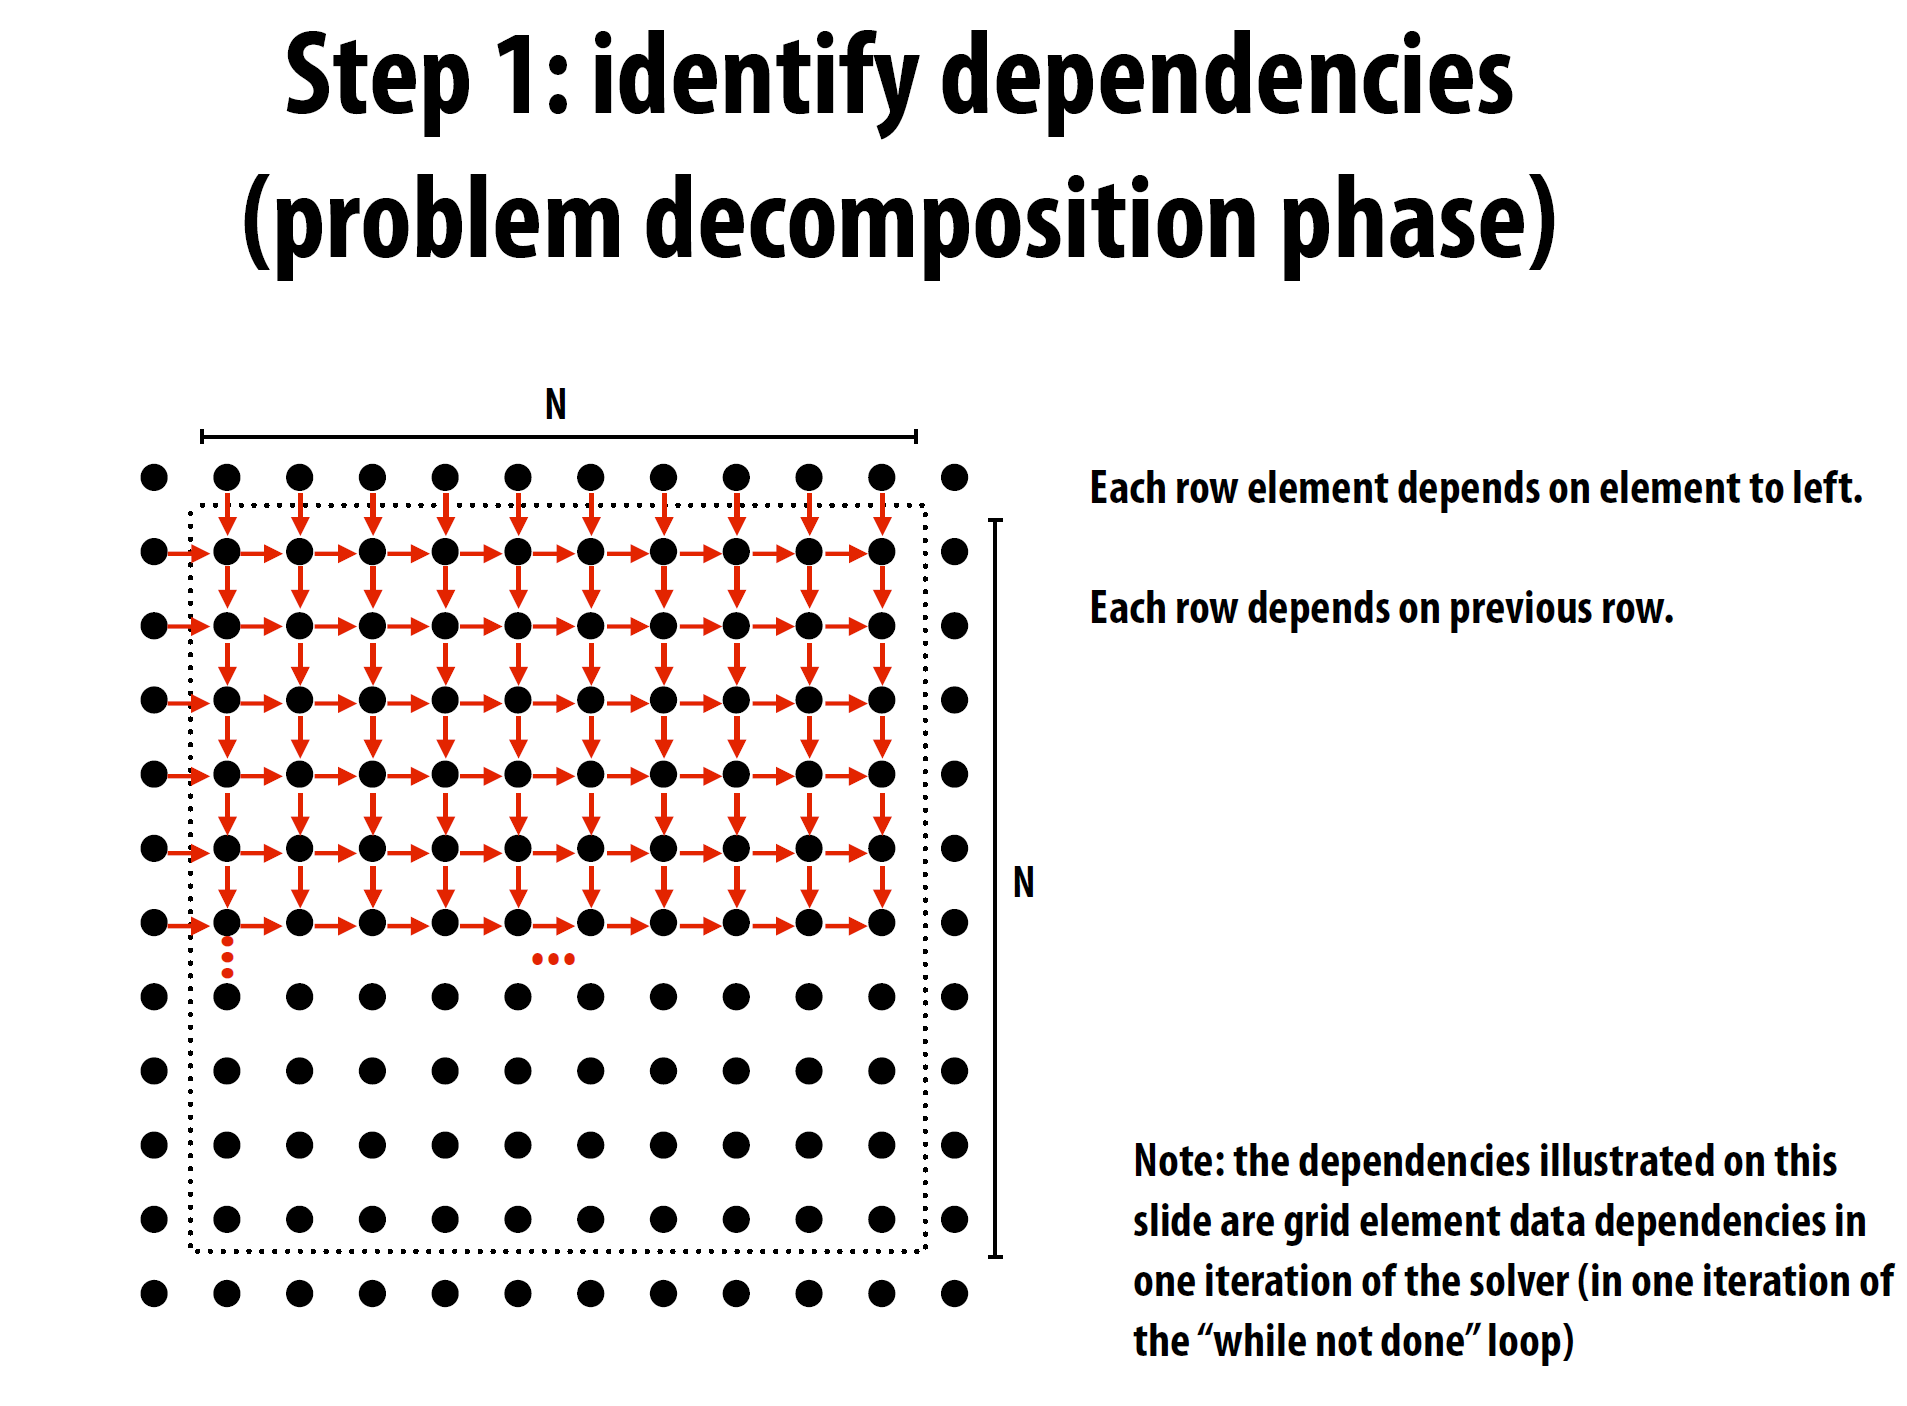 Step 1: identify dependencies
(problem decomposition phase)
N
Each row element depends on element to left.
Each row depends on previous row.
N
Note: the dependencies illustrated on this
slide are grid element data dependencies in
one iteration of the solver (in one iteration of
the “while not done” loop)